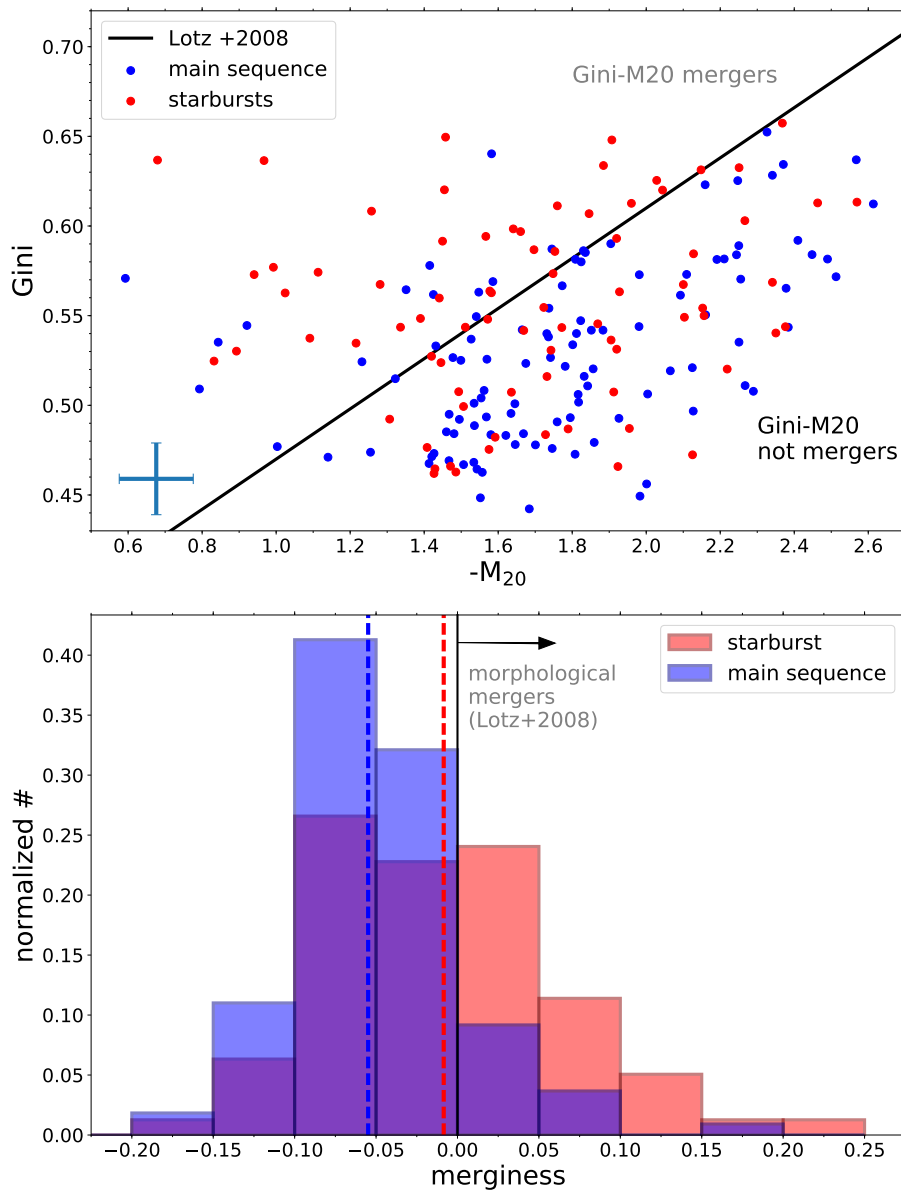 Lotz +2008
main sequence
starbursts
Gini-M20 mergers
Gini-M20
not mergers
Gini
0.70
0.65
0.60
0.55
0.50
0.45
0.6 0.8 1.0 1.2 1.4 1.6 1.8 2.0 2.2 2.4 2.6
-M20
starburst
main sequence
morphological
mergers
(Lotz+2008)
normalized #
0.40
0.35
0.30
0.25
0.20
0.15
0.10
0.05
0.00
−0.20 −0.15 −0.10 −0.05 0.00 0.05 0.10 0.15 0.20 0.25
merginess